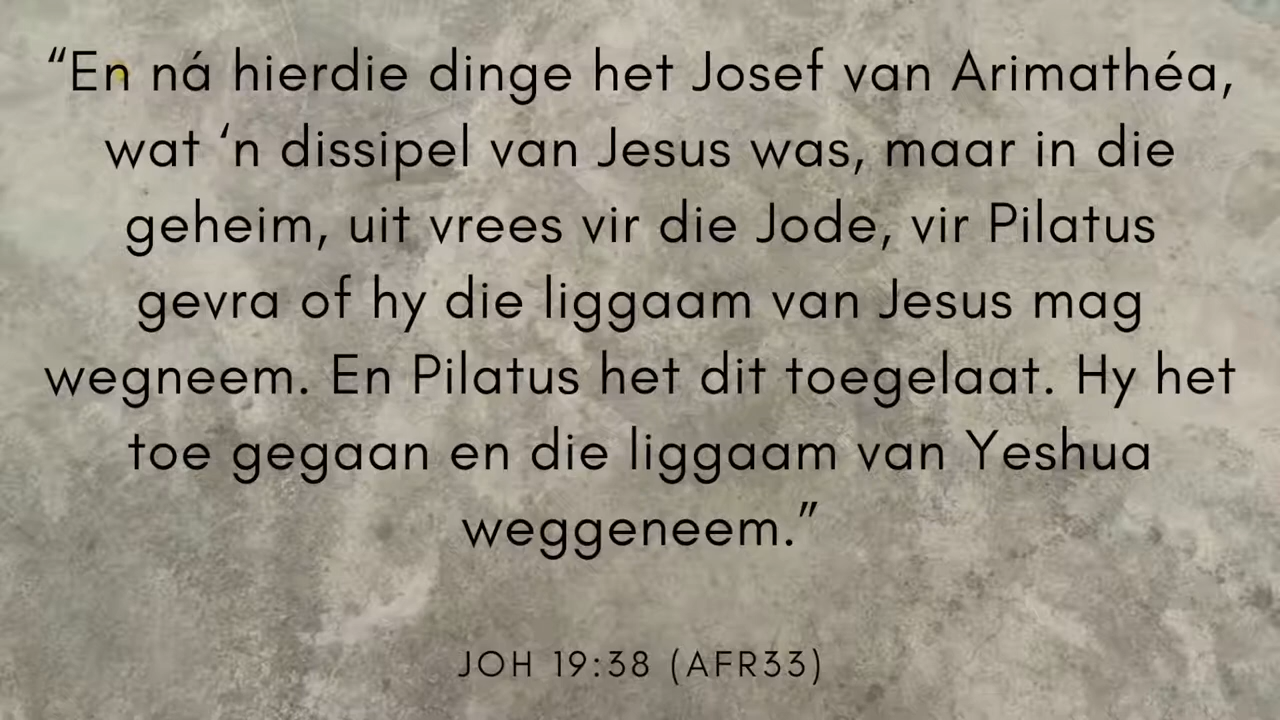 “En ná hierdie dinge het Josef van Arimathéa,
wat ‘n dissipel van Jesus was, maar in die
geheim, uit vrees vir die Jode, vir Pilatus
gevra of hy die liggaam van Jesus mag
wegneem. En Pilatus het dit toegelaat. Hy het
toe gegaan en die liggaam van Yeshua
weggeneem.”
JOH 19:38 (AFR33)